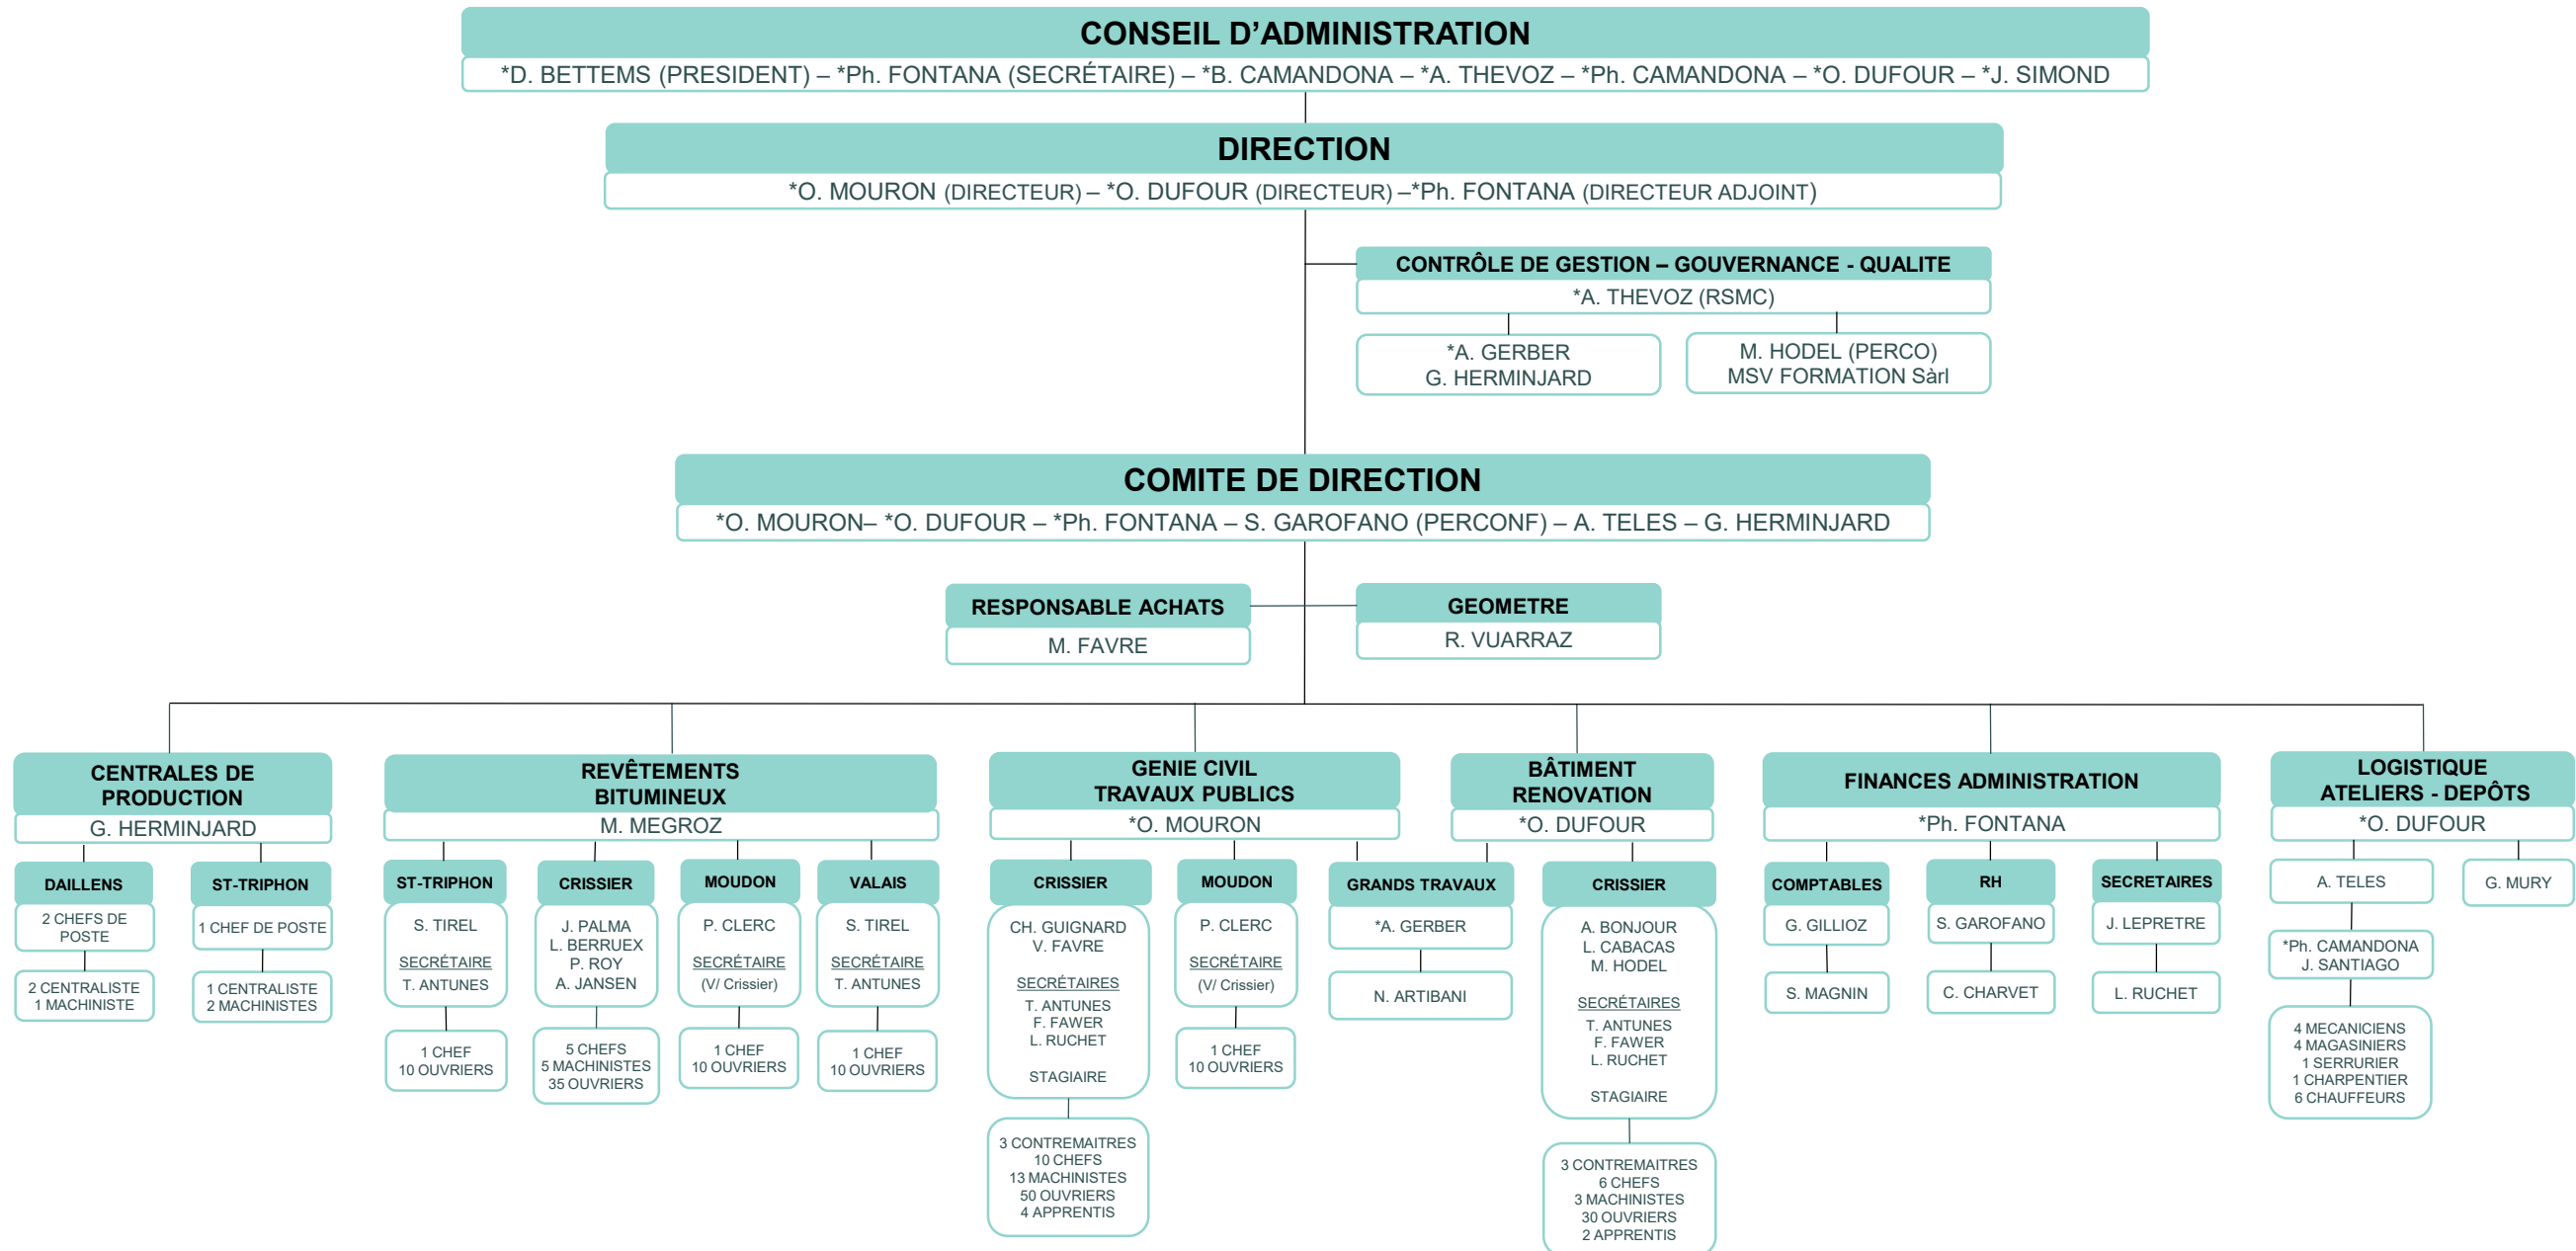 CONSEIL D’ADMINISTRATION
*D. BETTEMS (PRESIDENT) – *Ph. FONTANA (SECRÉTAIRE) – *B. CAMANDONA – *A. THEVOZ – *Ph. CAMANDONA – *O. DUFOUR – *J. SIMOND
DIRECTION
*O. MOURON (DIRECTEUR) – *O. DUFOUR (DIRECTEUR) –*Ph. FONTANA (DIRECTEUR ADJOINT)
CONTRÔLE DE GESTION – GOUVERNANCE - QUALITE
*A. THEVOZ (RSMC)
*A. GERBER
G. HERMINJARD
M. HODEL (PERCO)
MSV FORMATION Sàrl
COMITE DE DIRECTION
*O. MOURON– *O. DUFOUR – *Ph. FONTANA – S. GAROFANO (PERCONF) – A. TELES – G. HERMINJARD
RESPONSABLE ACHATS
M. FAVRE
GEOMETRE
R. VUARRAZ
CENTRALES DE
PRODUCTION
G. HERMINJARD
DAILLENS
2 CHEFS DE
POSTE
2 CENTRALISTE
1 MACHINISTE
ST-TRIPHON
1 CHEF DE POSTE
1 CENTRALISTE
2 MACHINISTES
REVÊTEMENTS
BITUMINEUX
M. MEGROZ
ST-TRIPHON
S. TIREL
SECRÉTAIRE
T. ANTUNES
1 CHEF
10 OUVRIERS
CRISSIER
J. PALMA
L. BERRUEX
P. ROY
A. JANSEN
5 CHEFS
5 MACHINISTES
35 OUVRIERS
MOUDON
P. CLERC
SECRÉTAIRE
(V/ Crissier)
1 CHEF
10 OUVRIERS
VALAIS
S. TIREL
SECRÉTAIRE
T. ANTUNES
1 CHEF
10 OUVRIERS
GENIE CIVIL
TRAVAUX PUBLICS
*O. MOURON
CRISSIER
CH. GUIGNARD
V. FAVRE
SECRÉTAIRES
T. ANTUNES
F. FAWER
L. RUCHET
STAGIAIRE
3 CONTREMAITRES
10 CHEFS
13 MACHINISTES
50 OUVRIERS
4 APPRENTIS
MOUDON
P. CLERC
SECRÉTAIRE
(V/ Crissier)
1 CHEF
10 OUVRIERS
GRANDS TRAVAUX
*A. GERBER
N. ARTIBANI
BÂTIMENT
RENOVATION
*O. DUFOUR
CRISSIER
A. BONJOUR
L. CABACAS
M. HODEL
SECRÉTAIRES
T. ANTUNES
F. FAWER
L. RUCHET
STAGIAIRE
3 CONTREMAITRES
6 CHEFS
3 MACHINISTES
30 OUVRIERS
2 APPRENTIS
FINANCES ADMINISTRATION
*Ph. FONTANA
COMPTABLES
G. GILLIOZ
S. MAGNIN
RH
S. GAROFANO
C. CHARVET
SECRETAIRES
J. LEPRETRE
L. RUCHET
LOGISTIQUE
ATELIERS - DEPÔTS
*O. DUFOUR
A. TELES
*Ph. CAMANDONA
J. SANTIAGO
4 MECANICIENS
4 MAGASINIERS
1 SERRURIER
1 CHARPENTIER
6 CHAUFFEURS
G. MURY